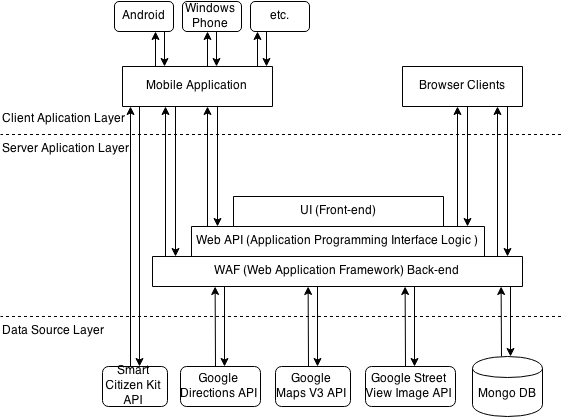 Android
Windows
Phone
etc.
Mobile Application
Browser Clients
Client Aplication Layer
Server Aplication Layer
UI (Front-end)
Web API (Application Programming Interface Logic )
WAF (Web Application Framework) Back-end
Data Source Layer
Smart
Citizen Kit
API
Google
Directions API
Google
Maps V3 API
Google Street
View Image API
Mongo DB